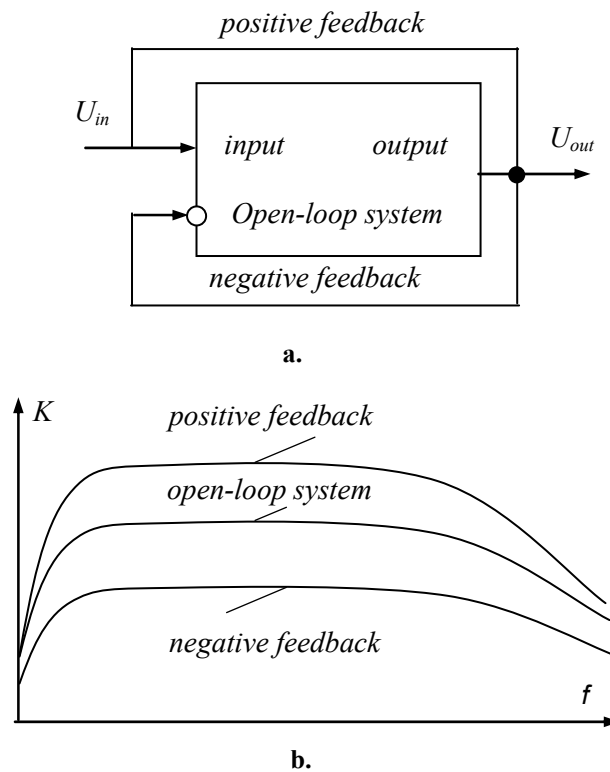 positive feedback
U_in
U_out
input output
Open-loop system
negative feedback
a.
K
positive feedback
open-loop system
negative feedback
f
b.